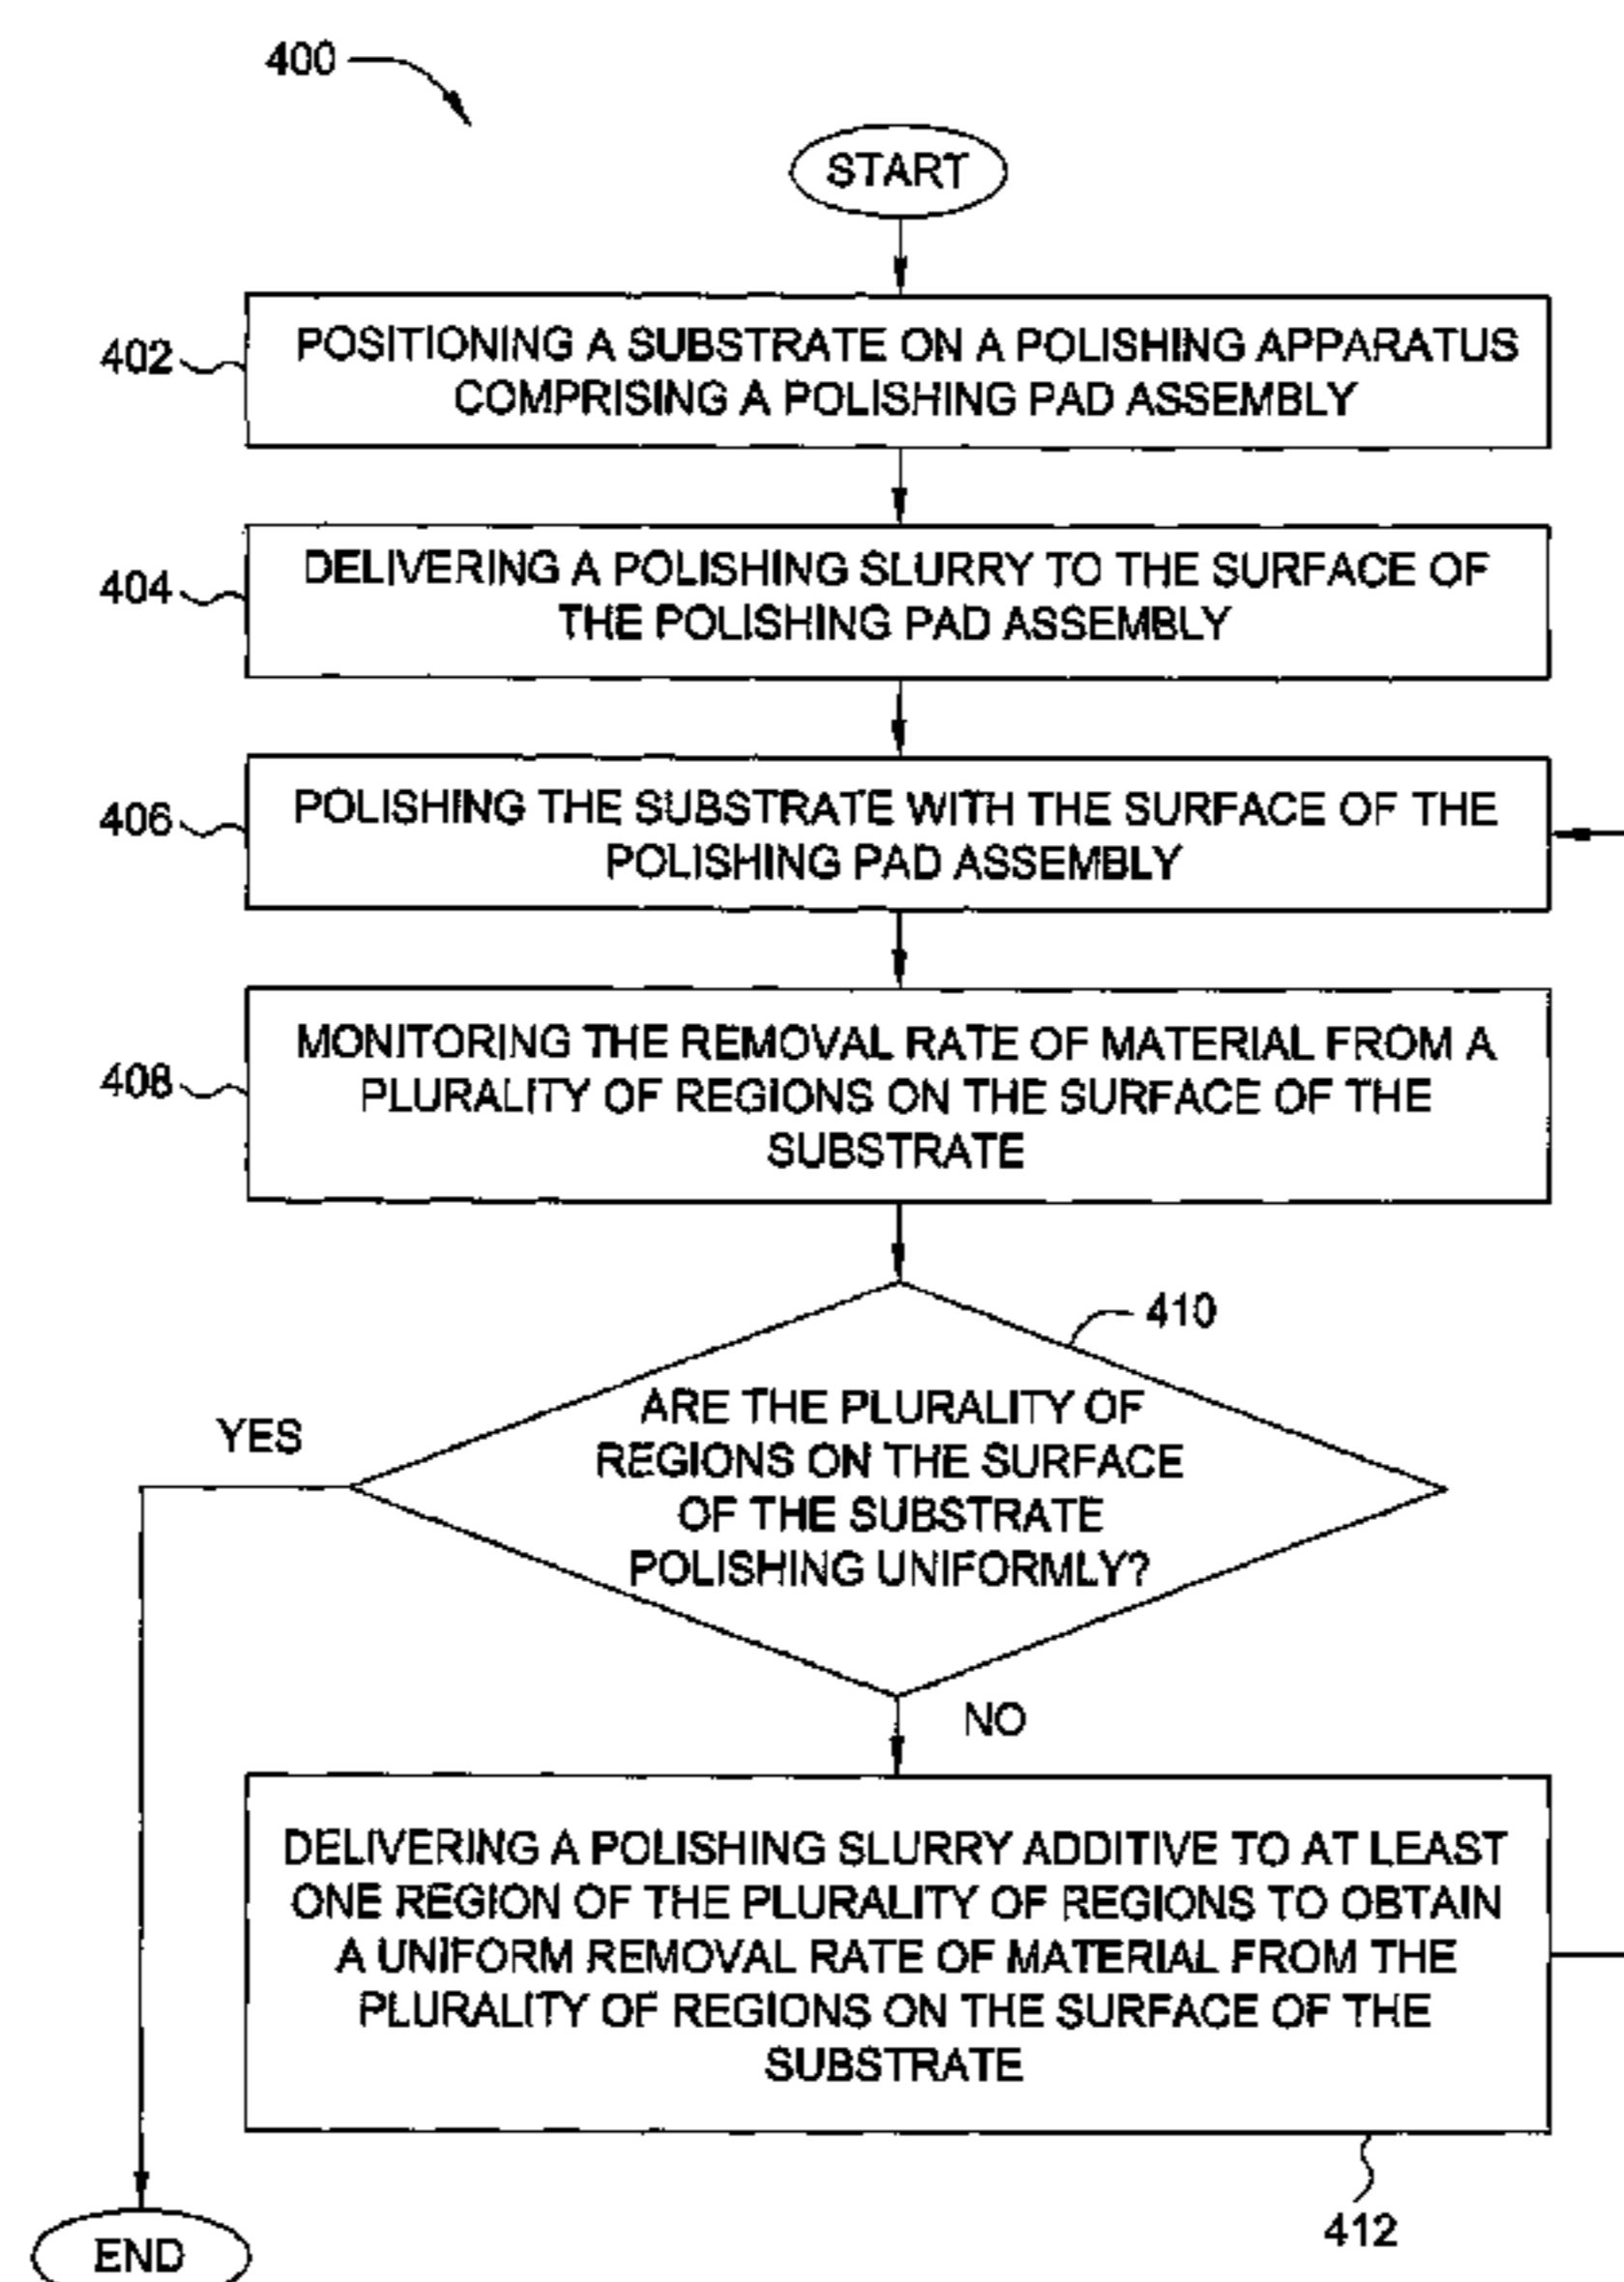 400
START
402
POSITIONING A SUBSTRATE ON A POLISHING APPARATUS
COMPRISING A POLISHING PAD ASSEMBLY
404
DELIVERING A POLISHING SLURRY TO THE SURFACE OF
THE POLISHING PAD ASSEMBLY
406
POLISHING THE SUBSTRATE WITH THE SURFACE OF THE
POLISHING PAD ASSEMBLY
408
MONITORING THE REMOVAL RATE OF MATERIAL FROM A
PLURALITY OF REGIONS ON THE SURFACE OF THE
SUBSTRATE
410
ARE THE PLURALITY OF
REGIONS ON THE SURFACE
OF THE SUBSTRATE
POLISHING UNIFORMLY?
YES
NO
DELIVERING A POLISHING SLURRY ADDITIVE TO AT LEAST
ONE REGION OF THE PLURALITY OF REGIONS TO OBTAIN
A UNIFORM REMOVAL RATE OF MATERIAL FROM THE
PLURALITY OF REGIONS ON THE SURFACE OF THE
SUBSTRATE
412
END